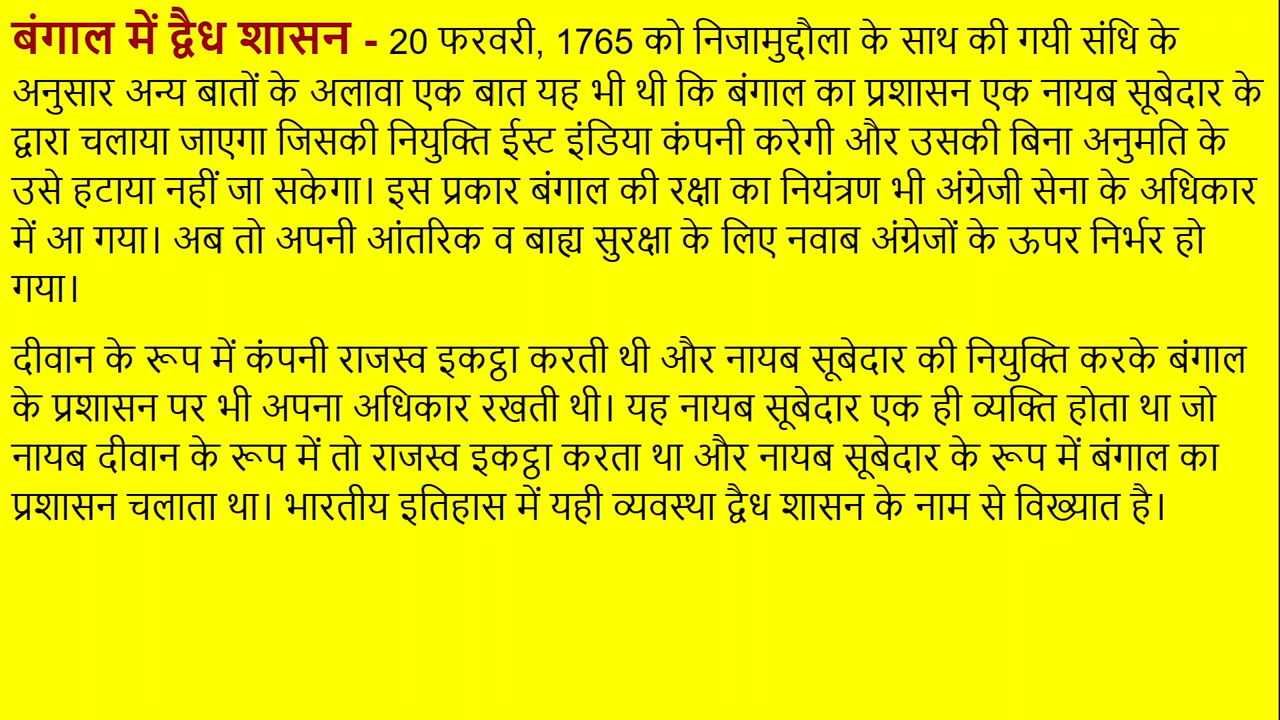 बंगाल में द्वैध शासन - 20 फरवरी, 1765 को निजामुद्दौला के साथ की गयी संधि के
अनुसार अन्य बातों के अलावा एक बात यह भी थी कि बंगाल का प्रशासन एक नायब सूबेदार के
द्वारा चलाया जाएगा जिसकी नियुक्ति ईस्ट इंडिया कंपनी करेगी और उसकी बिना अनुमति के
उसे हटाया नहीं जा सकेगा। इस प्रकार बंगाल की रक्षा का नियंत्रण भी अंग्रेजी सेना के अधिकार
में आ गया। अब तो अपनी आंतरिक व बाह्य सुरक्षा के लिए नवाब अंग्रेजों के ऊपर निर्भर हो
गया।
दीवान के रूप में कंपनी राजस्व इकट्ठा करती थी और नायब सूबेदार की नियुक्ति करके बंगाल
के प्रशासन पर भी अपना अधिकार रखती थी। यह नायब सूबेदार एक ही व्यक्ति होता था जो
नायब दीवान के रूप में तो राजस्व इकट्ठा करता था और नायब सूबेदार के रूप में बंगाल का
प्रशासन चलाता था। भारतीय इतिहास में यही व्यवस्था द्वैध शासन के नाम से विख्यात है।